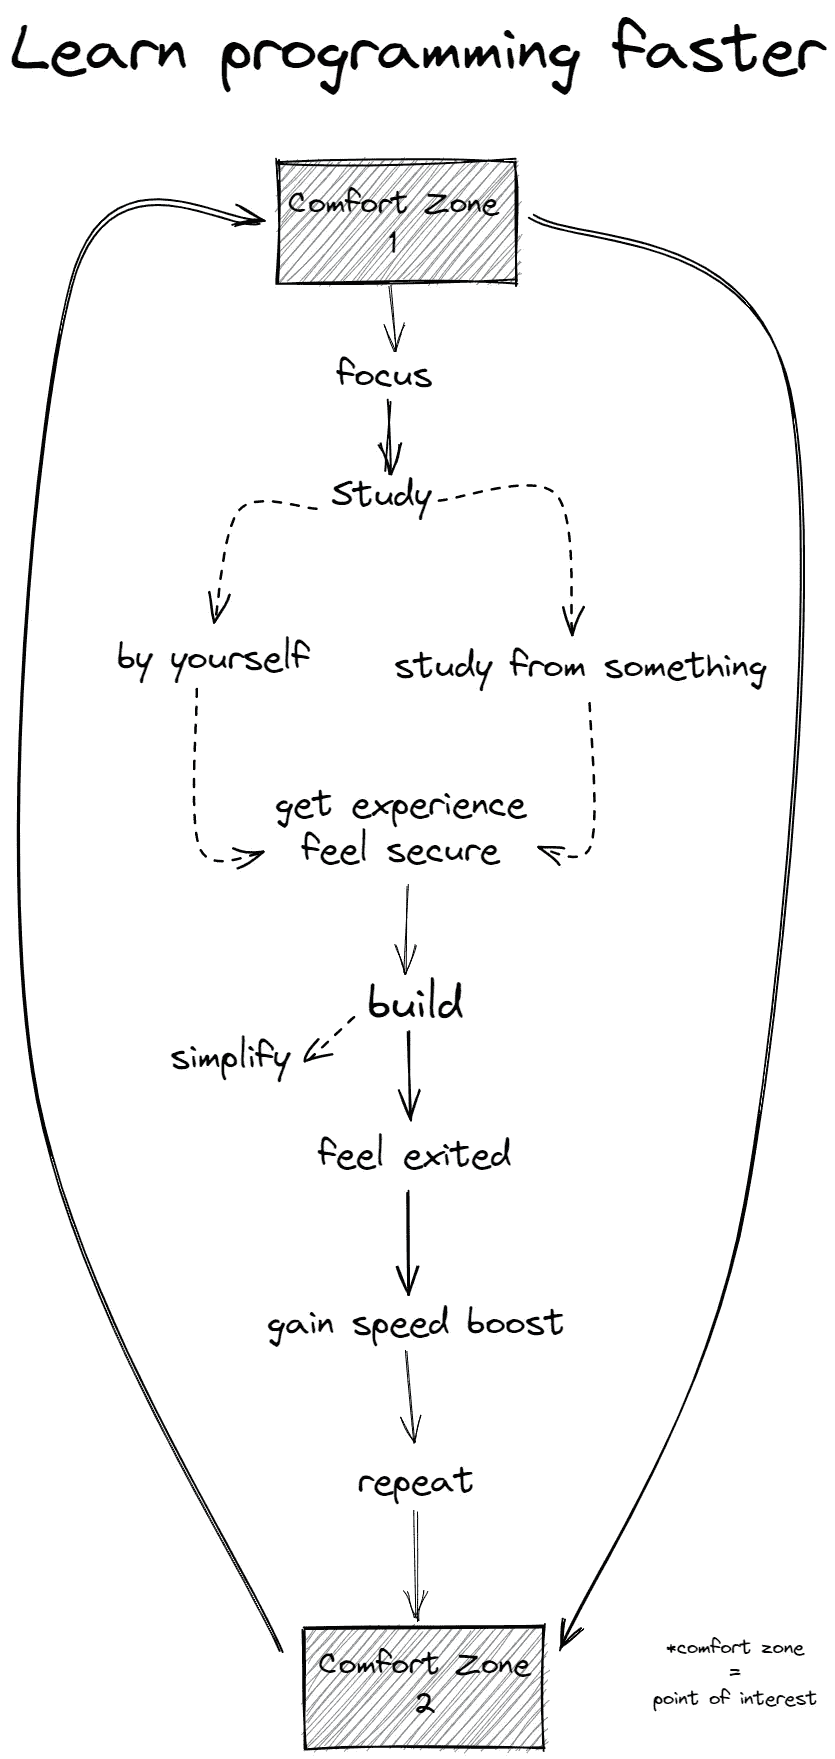 Learn programming faster
Comfort Zone
1
focus
Study
by yourself
study from something
get experience
feel secure
build
simplify
feel exited
gain speed boost
repeat
Comfort Zone
2
*comfort zone
=
point of interest